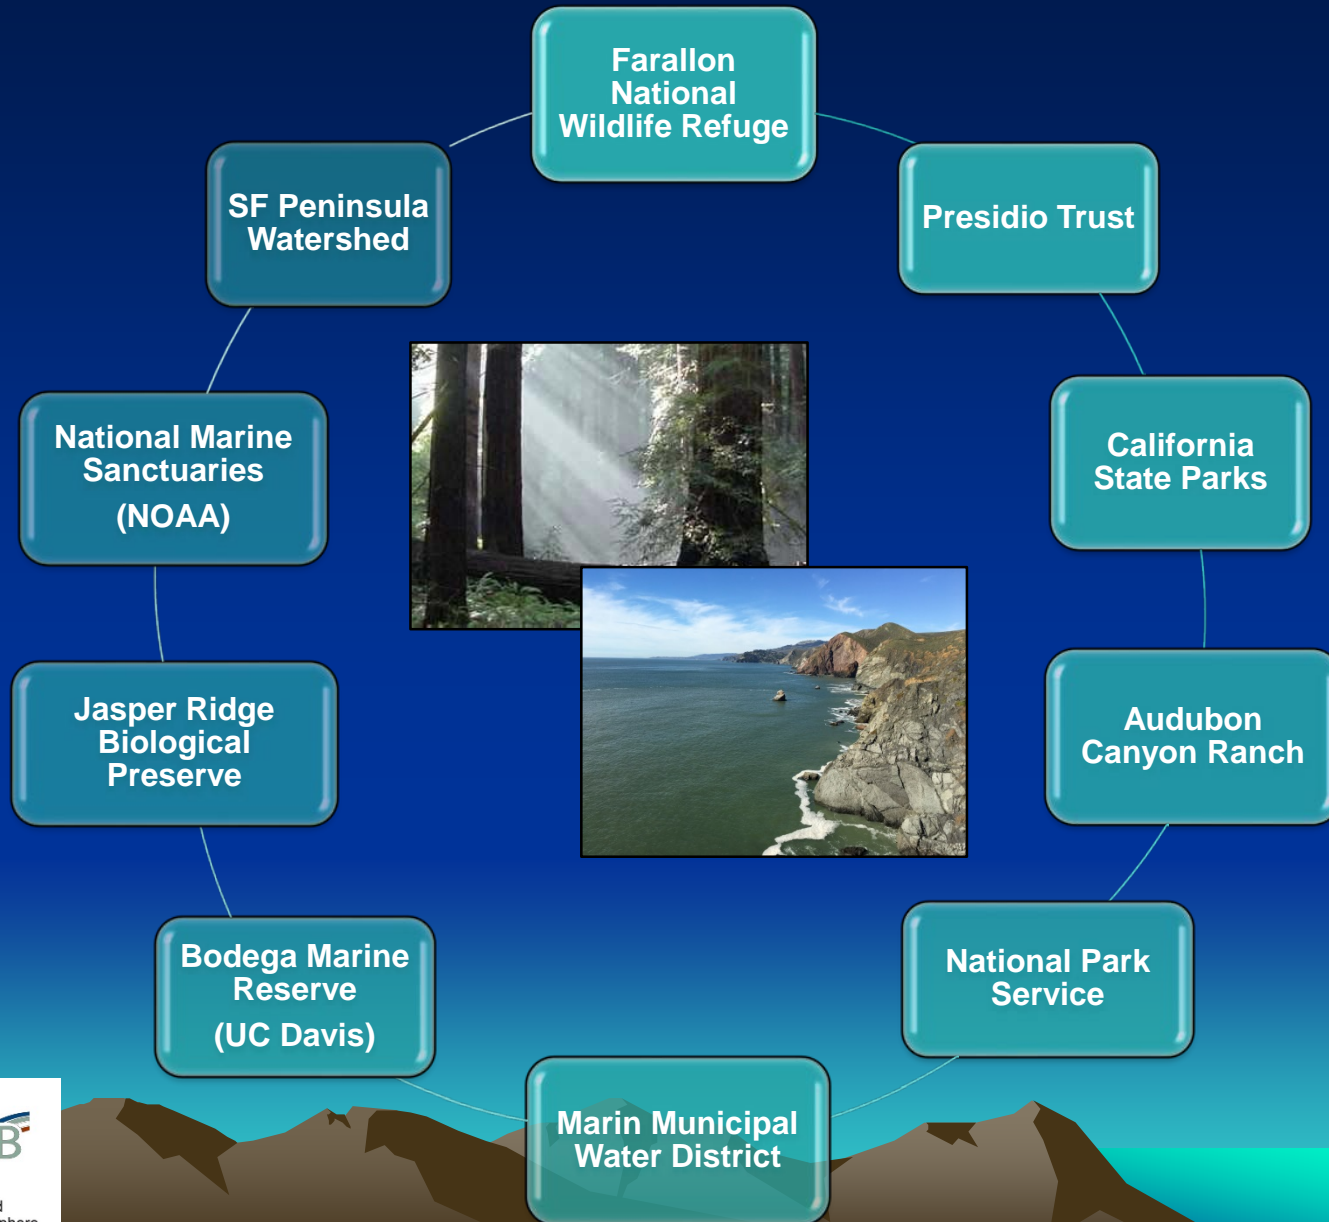 Farallon
National
Wildlife Refuge
Presidio Trust
California
State Parks
Audubon
Canyon Ranch
National Park
Service
Marin Municipal
Water District
Bodega Marine
Reserve
(UC Davis)
Jasper Ridge
Biological
Preserve
National Marine
Sanctuaries
(NOAA)
SF Peninsula
Watershed
B